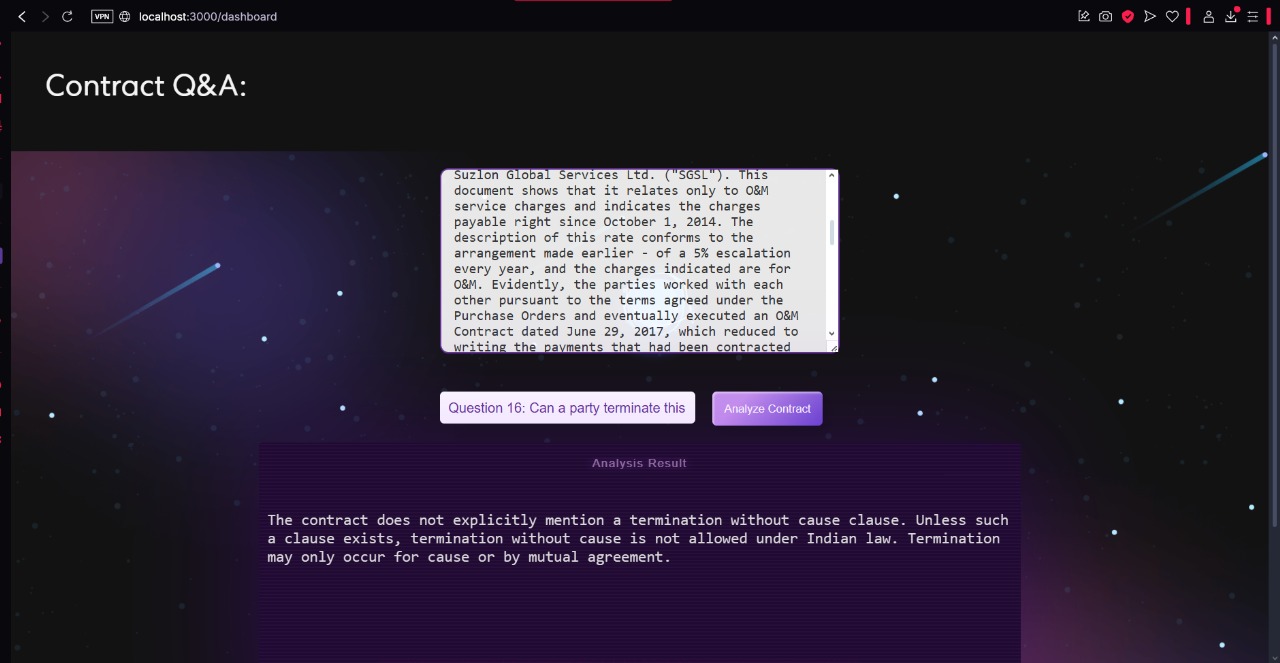 VPN localhost:3000/dashboard
Contract Q&A:
Suzlon Global Services Ltd. ("SGSL"). This
document shows that it relates only to O&M
service charges and indicates the charges
payable right since October 1, 2014. The
description of this rate conforms to the
arrangement made earlier - of a 5% escalation
every year, and the charges indicated are for
O&M. Evidently, the parties worked with each
other pursuant to the terms agreed under the
Purchase Orders and eventually executed an O&M
Contract dated June 29, 2017, which reduced to
writing the payments that had been contracted
Question 16: Can a party terminate this
Analyze Contract
Analysis Result
The contract does not explicitly mention a termination without cause clause. Unless such
a clause exists, termination without cause is not allowed under Indian law. Termination
may only occur for cause or by mutual agreement.